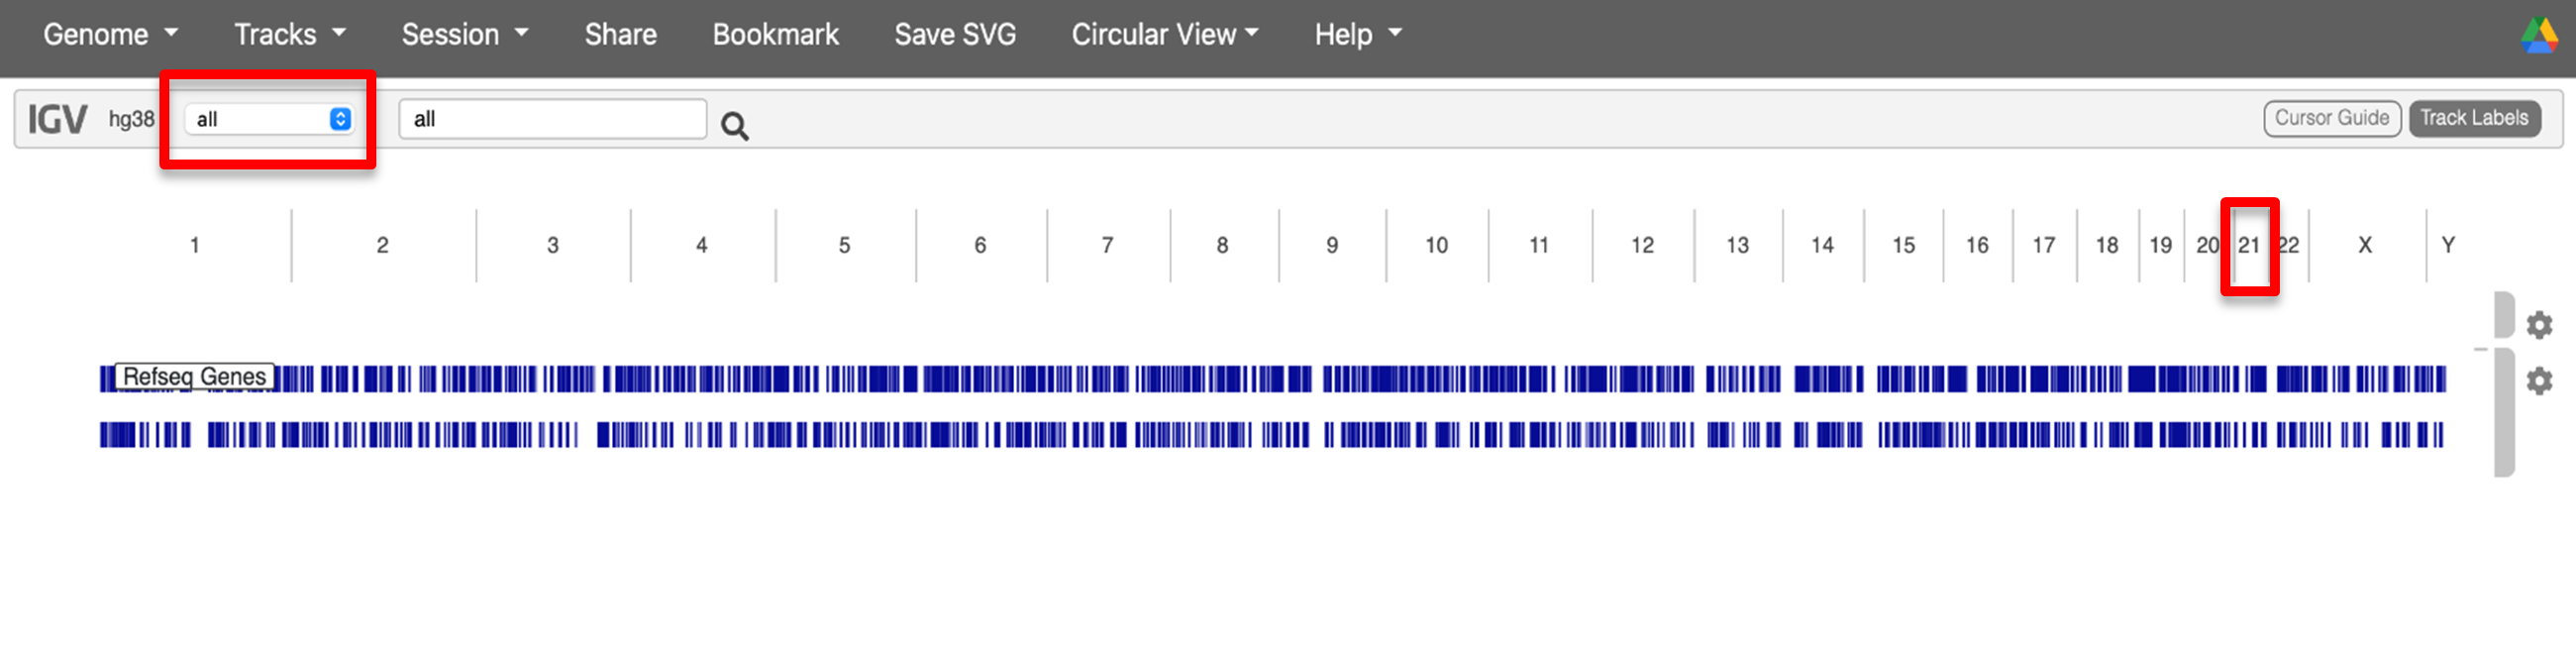 Genome Tracks Session Share Bookmark Save SVG Circular View Help
IGV hg38 all all Cursor Guide Track Labels
1 2 3 4 5 6 7 8 9 10 11 12 13 14 15 16 17 18 19 20 21 22 X Y
Refseq Genes